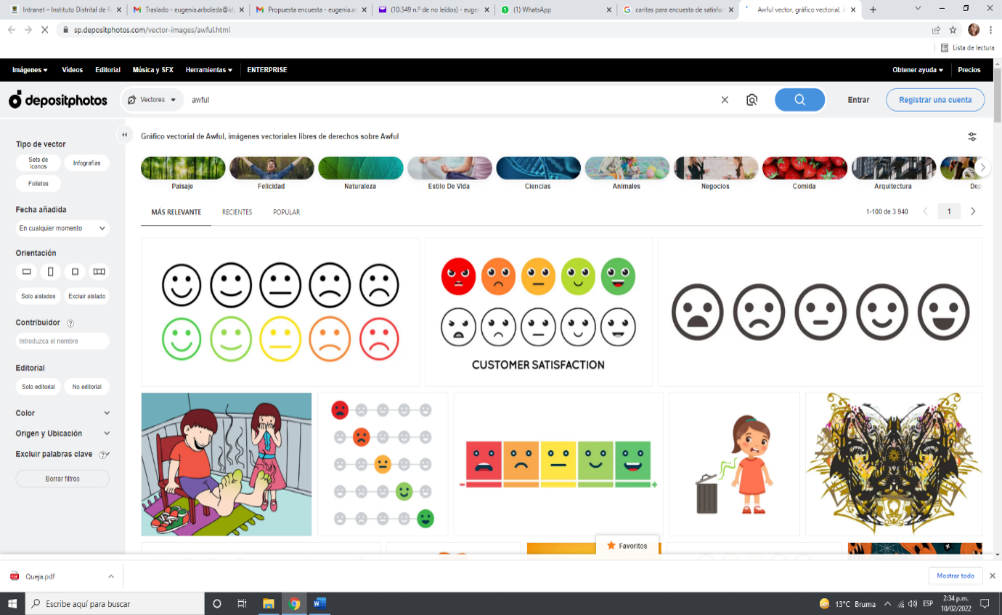 Intranet – Instituto Distrital de R
Traslado - eugenia.arboleda@id
Propuesta encuesta - eugenia.ar
(10.549 n.º de no leídos) - euge
(1) WhatsApp
caritas para encuesta de satisfa
Awful vector, gráfico vectorial,
sp.depositphotos.com/vector-images/awful.html
Lista de lectura
Imágenes Vídeos Editorial Música y SFX Herramientas ENTERPRISE Obtener ayuda Precios
depositphotos Vectores awful Entrar Registrar una cuenta
Tipo de vector
Sets de iconos
Infografías
Folletos
Fecha añadida
En cualquier momento
Orientación
Solo aislados Excluir aislado
Contribuidor
Introduzca el nombre
Editorial
Solo editorial No editorial
Color
Origen y Ubicación
Excluir palabras clave
Borrar filtros
Gráfico vectorial de Awful, imágenes vectoriales libres de derechos sobre Awful
Paisaje Felicidad Naturaleza Estilo De Vida Ciencias Animales Negocios Comida Arquitectura
MÁS RELEVANTE RECIENTES POPULAR 1-100 de 3 940 1
CUSTOMER SATISFACTION
Favoritos
Queja.pdf Mostrar todo
Escribe aquí para buscar
13°C Bruma ESP
2:34 p.m.
10/02/2022